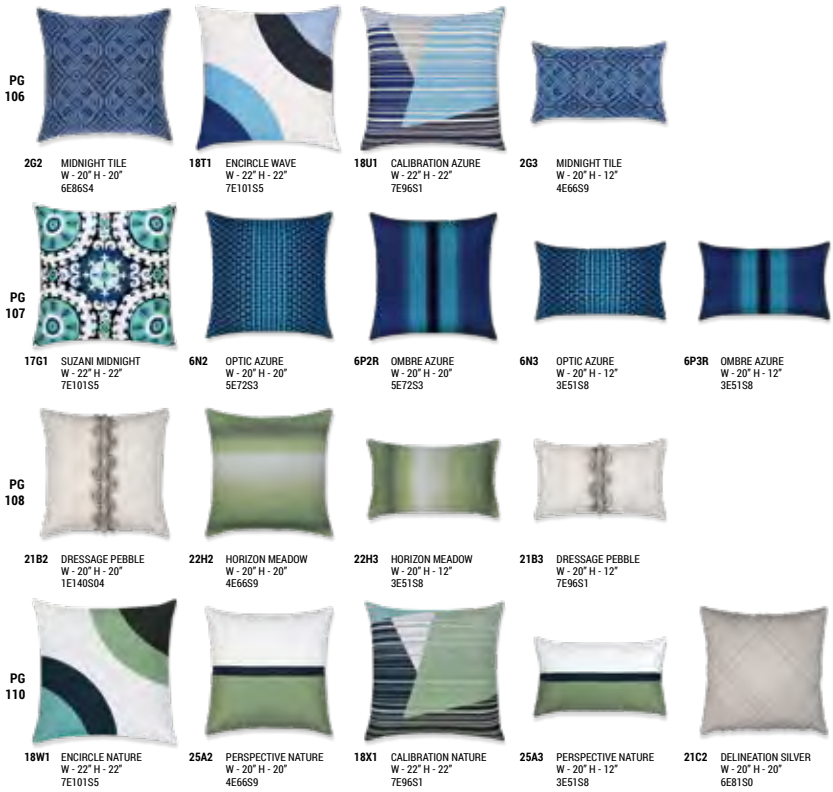 PG
106
2G2 MIDNIGHT TILE
W - 20" H - 20"
6E86S4
18T1 ENCIRCLE WAVE
W - 22" H - 22"
7E101S5
18U1 CALIBRATION AZURE
W - 22" H - 22"
7E96S1
2G3 MIDNIGHT TILE
W - 20" H - 12"
4E66S9
PG
107
17G1 SUZANI MIDNIGHT
W - 22" H - 22"
7E101S5
6N2 OPTIC AZURE
W - 20" H - 20"
5E72S3
6P2R OMBRE AZURE
W - 20" H - 20"
5E72S3
6N3 OPTIC AZURE
W - 20" H - 12"
3E51S8
6P3R OMBRE AZURE
W - 20" H - 12"
3E51S8
PG
108
21B2 DRESSAGE PEBBLE
W - 20" H - 20"
1E140S04
22H2 HORIZON MEADOW
W - 20" H - 20"
4E66S9
22H3 HORIZON MEADOW
W - 20" H - 12"
3E51S8
21B3 DRESSAGE PEBBLE
W - 20" H - 12"
7E96S1
PG
110
18W1 ENCIRCLE NATURE
W - 22" H - 22"
7E101S5
25A2 PERSPECTIVE NATURE
W - 20" H - 20"
4E66S9
18X1 CALIBRATION NATURE
W - 22" H - 22"
7E96S1
25A3 PERSPECTIVE NATURE
W - 20" H - 12"
3E51S8
21C2 DELINEATION SILVER
W - 20" H - 20"
6E81S0